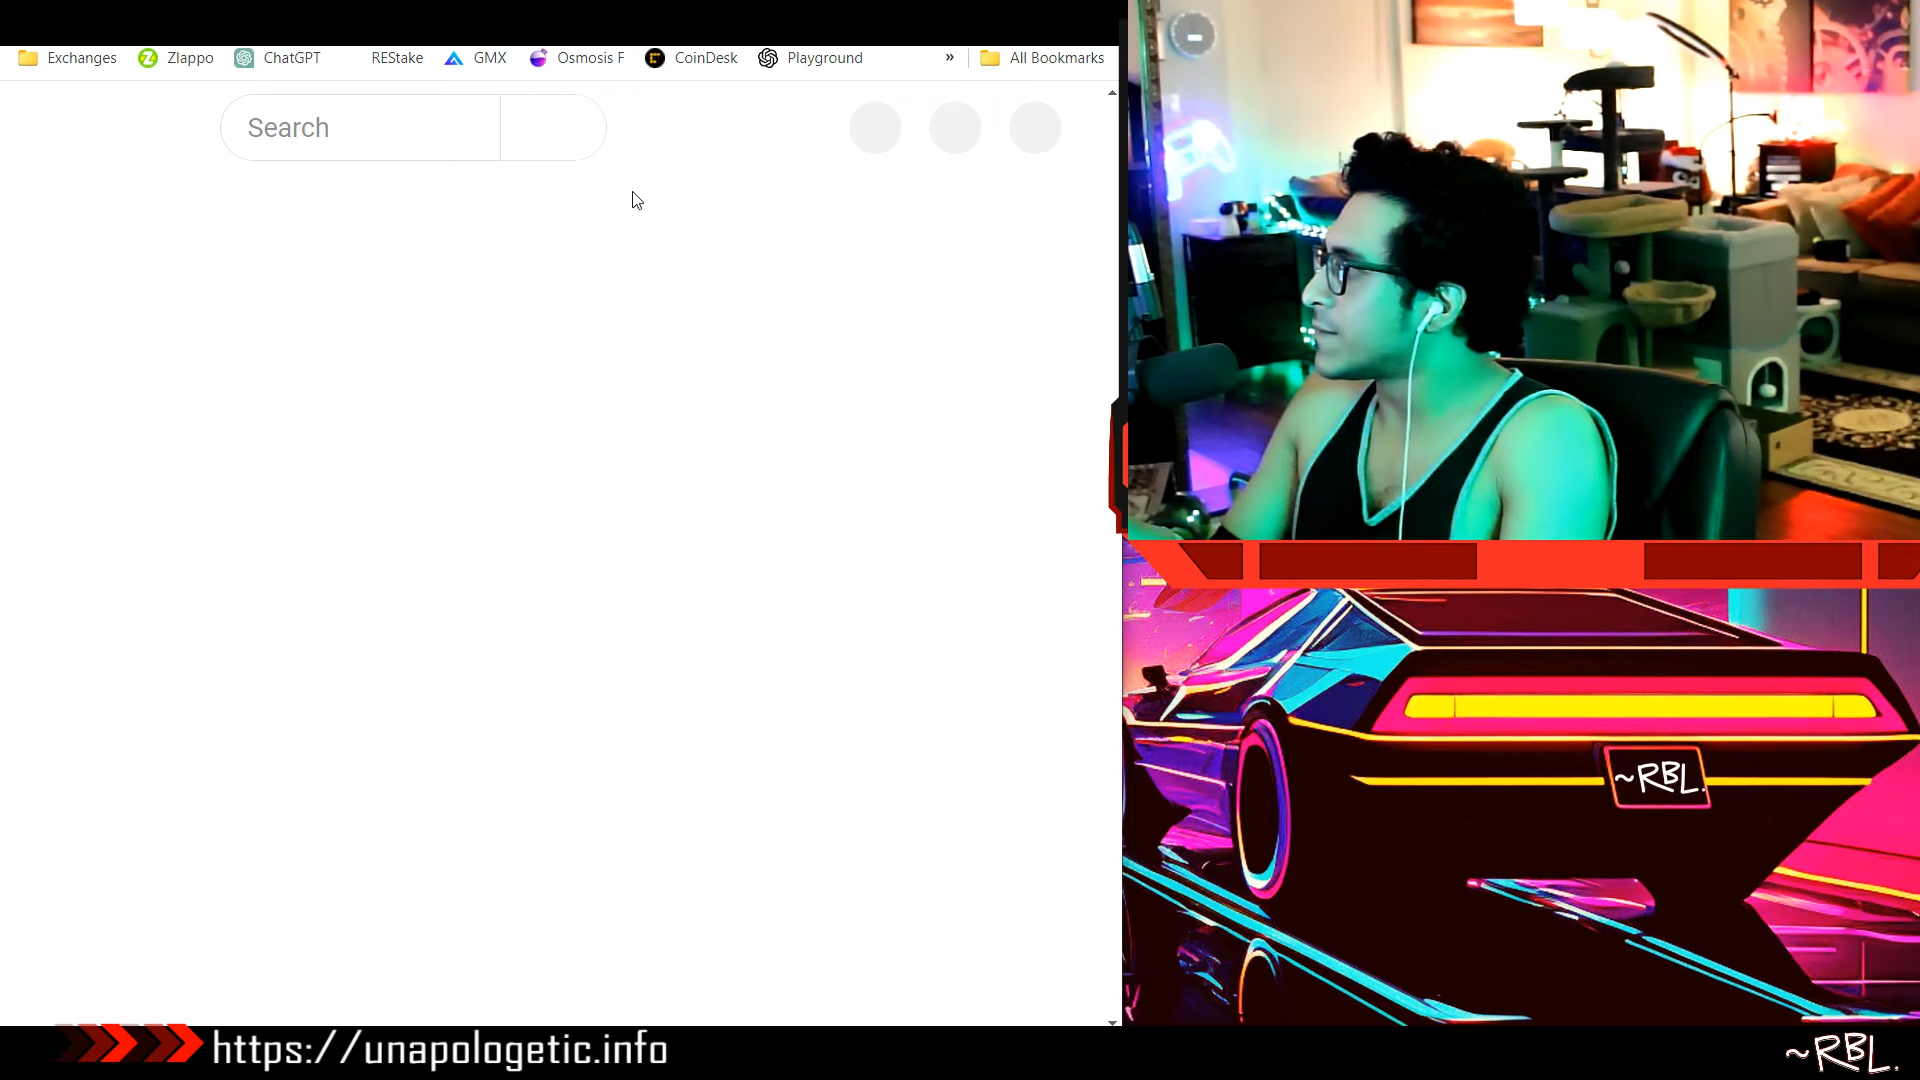 Exchanges Zlappo ChatGPT REStake GMX Osmosis F CoinDesk Playground » All Bookmarks
Search
~RBL.
https://unapologetic.info
~RBL.